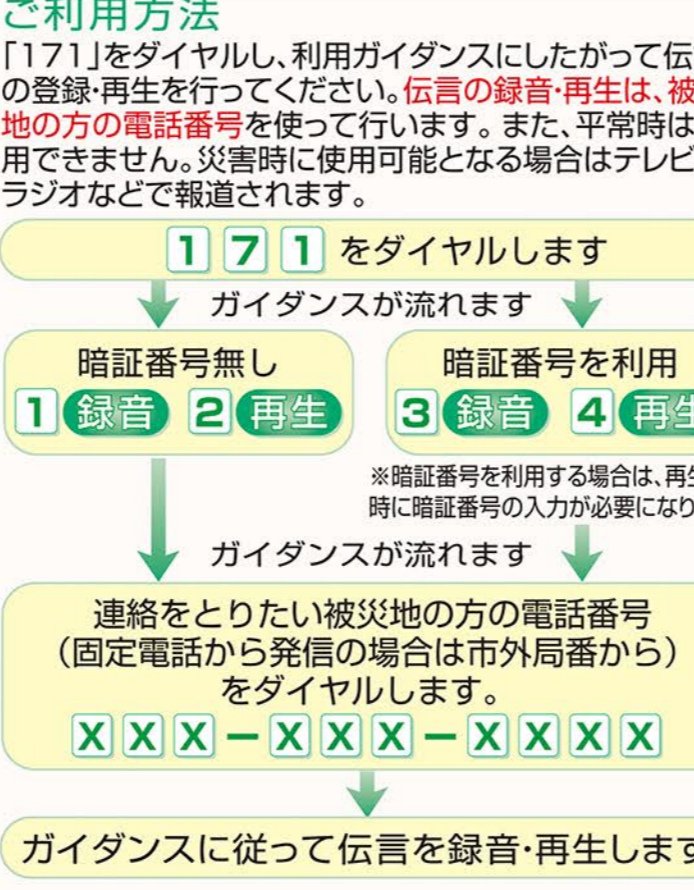 ご利用方法
「171」をダイヤルし、利用ガイダンスにしたがって伝
の登録・再生を行ってください。伝言の録音・再生は、被
地の方の電話番号を使って行います。また、平常時は
用できません。災害時に使用可能となる場合はテレビ
ラジオなどで報道されます。
1 7 1 をダイヤルします
ガイダンスが流れます
暗証番号無し
1 録音 2 再生
暗証番号を利用
3 録音 4 再生
※暗証番号を利用する場合は、再生
時に暗証番号の入力が必要になり
ガイダンスが流れます
連絡をとりたい被災地の方の電話番号
（固定電話から発信の場合は市外局番から）
をダイヤルします。
X X X − X X X − X X X X
ガイダンスに従って伝言を録音・再生します